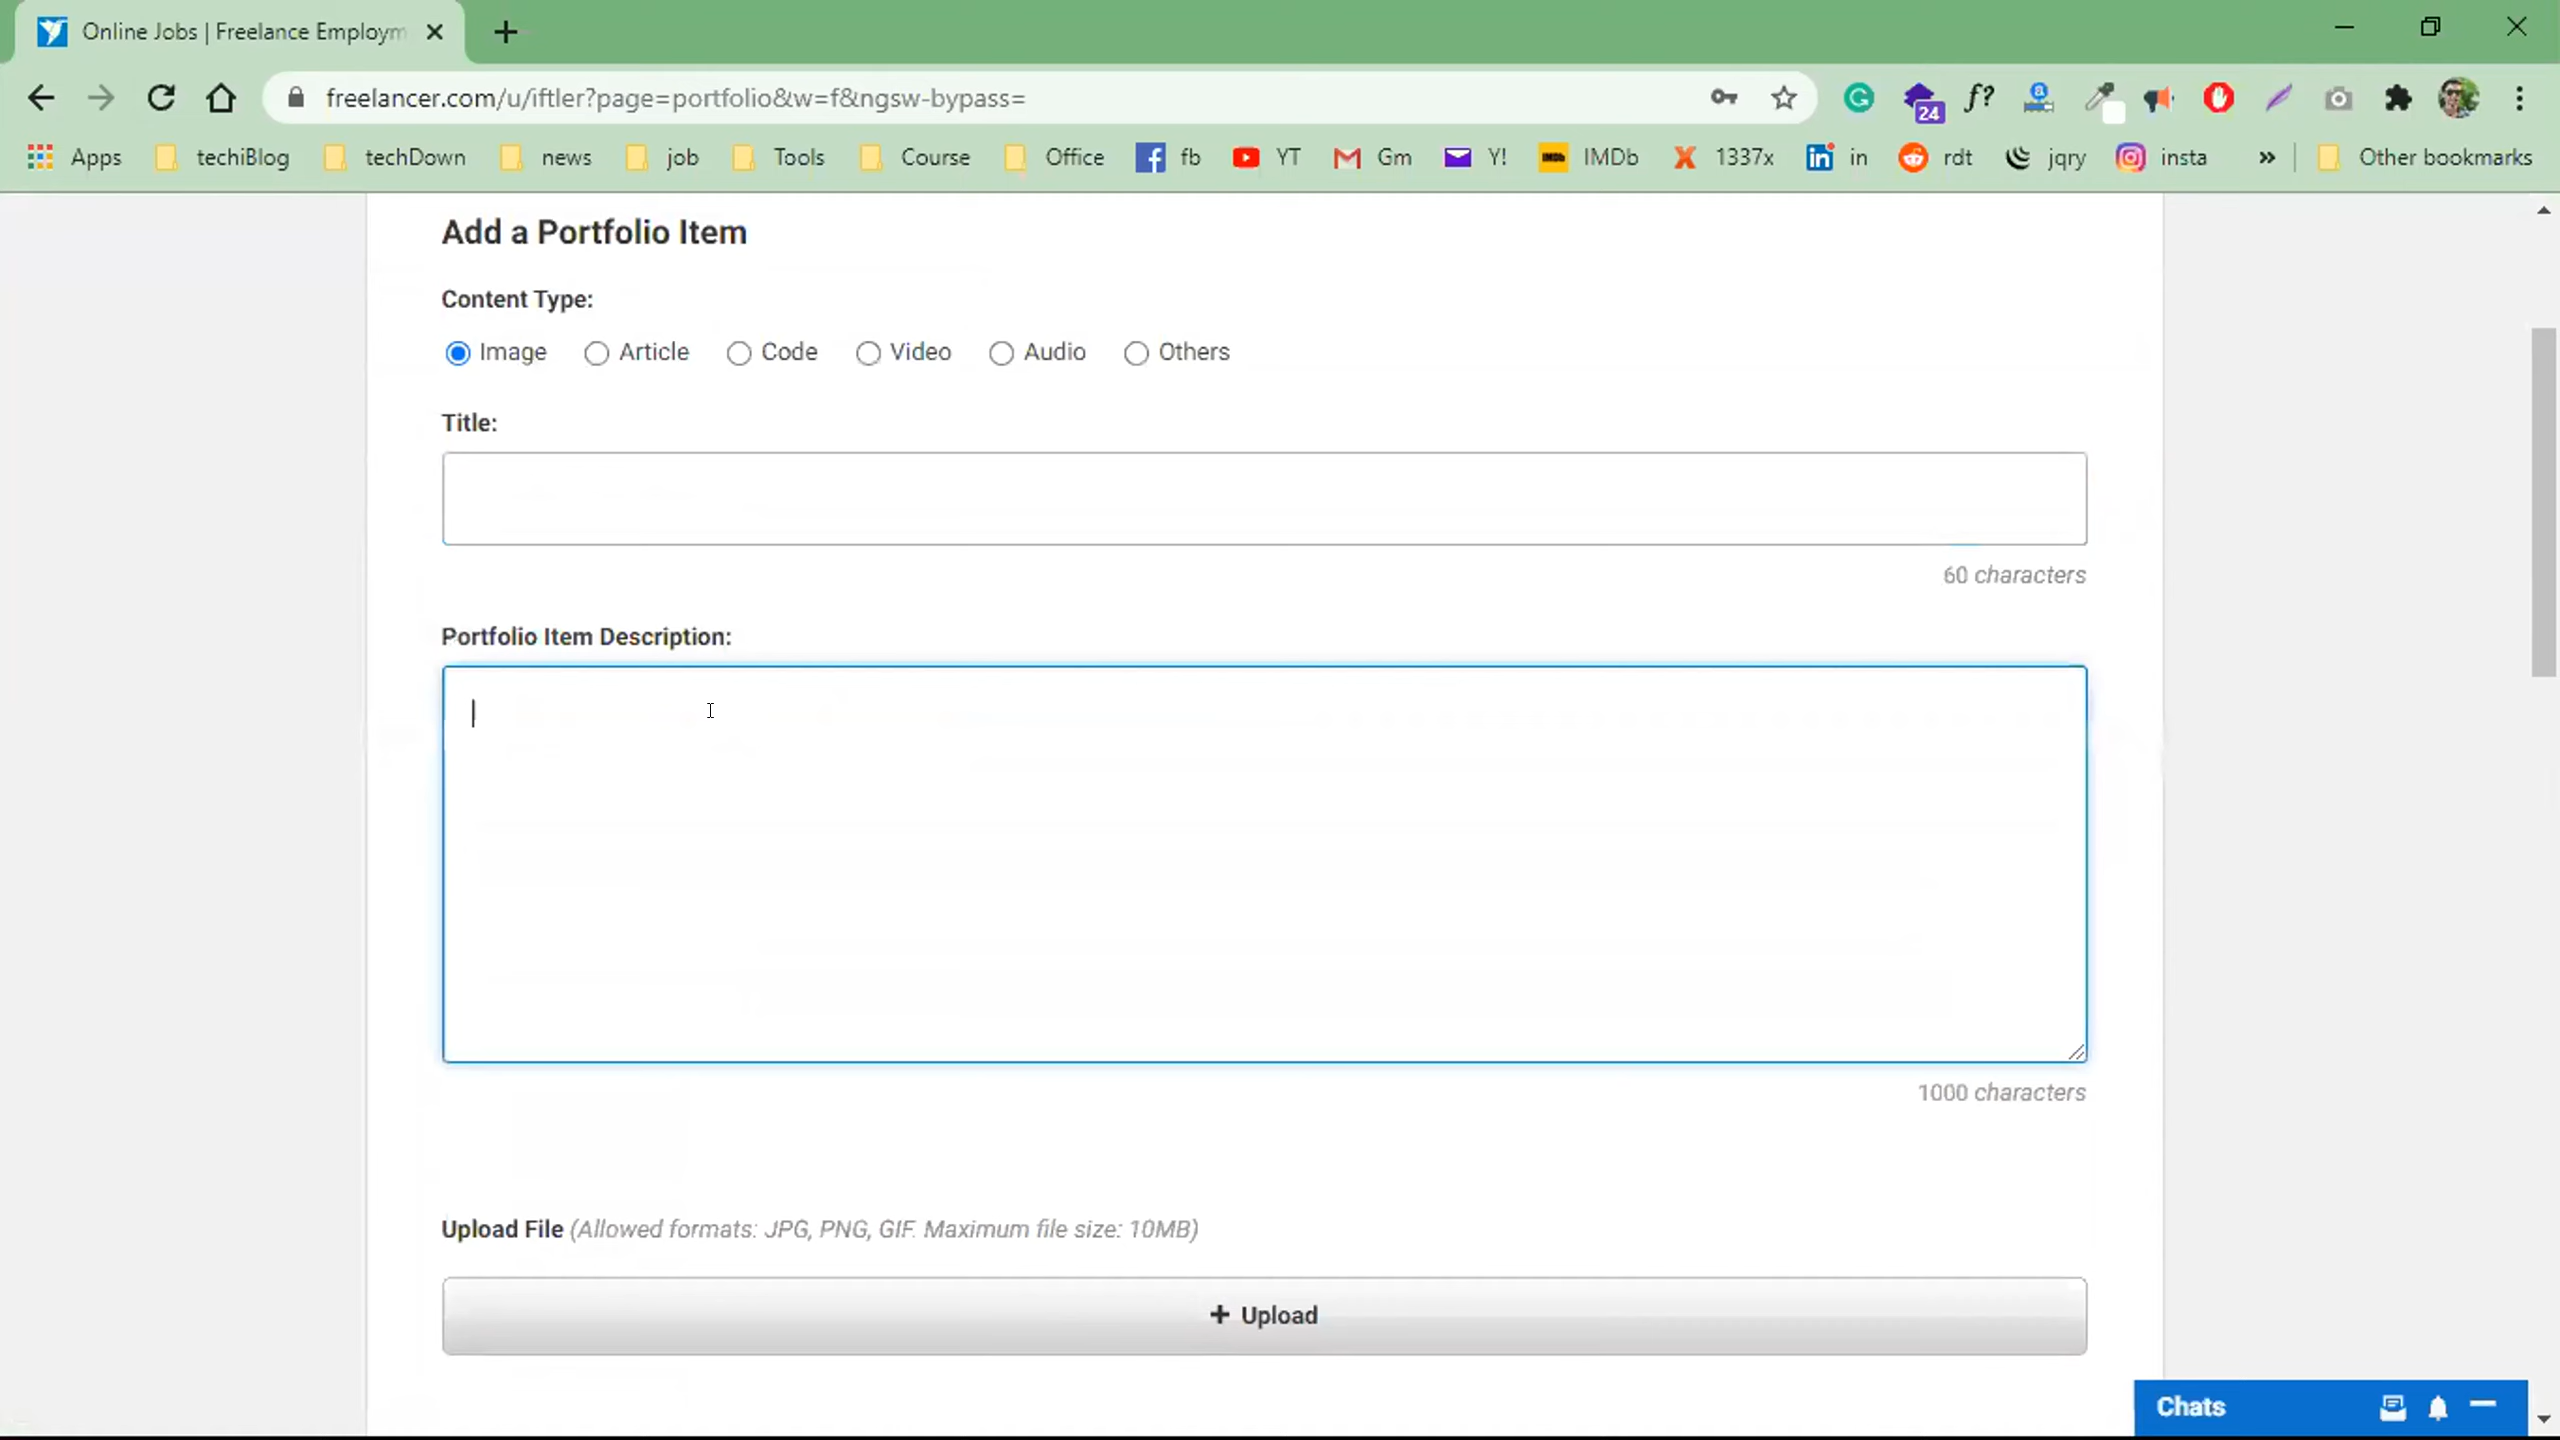 Online Jobs | Freelance Employm
freelancer.com/u/iftler?page=portfolio&w=f&ngsw-bypass=
24
f?
a
Apps techiBlog techDown news job Tools Course Office fb YT Gm Y! IMDb 1337x in rdt jqry insta » Other bookmarks
Add a Portfolio Item
Content Type:
Image Article Code Video Audio Others
Title:
60 characters
Portfolio Item Description:
1000 characters
Upload File (Allowed formats: JPG, PNG, GIF. Maximum file size: 10MB)
+ Upload
Chats